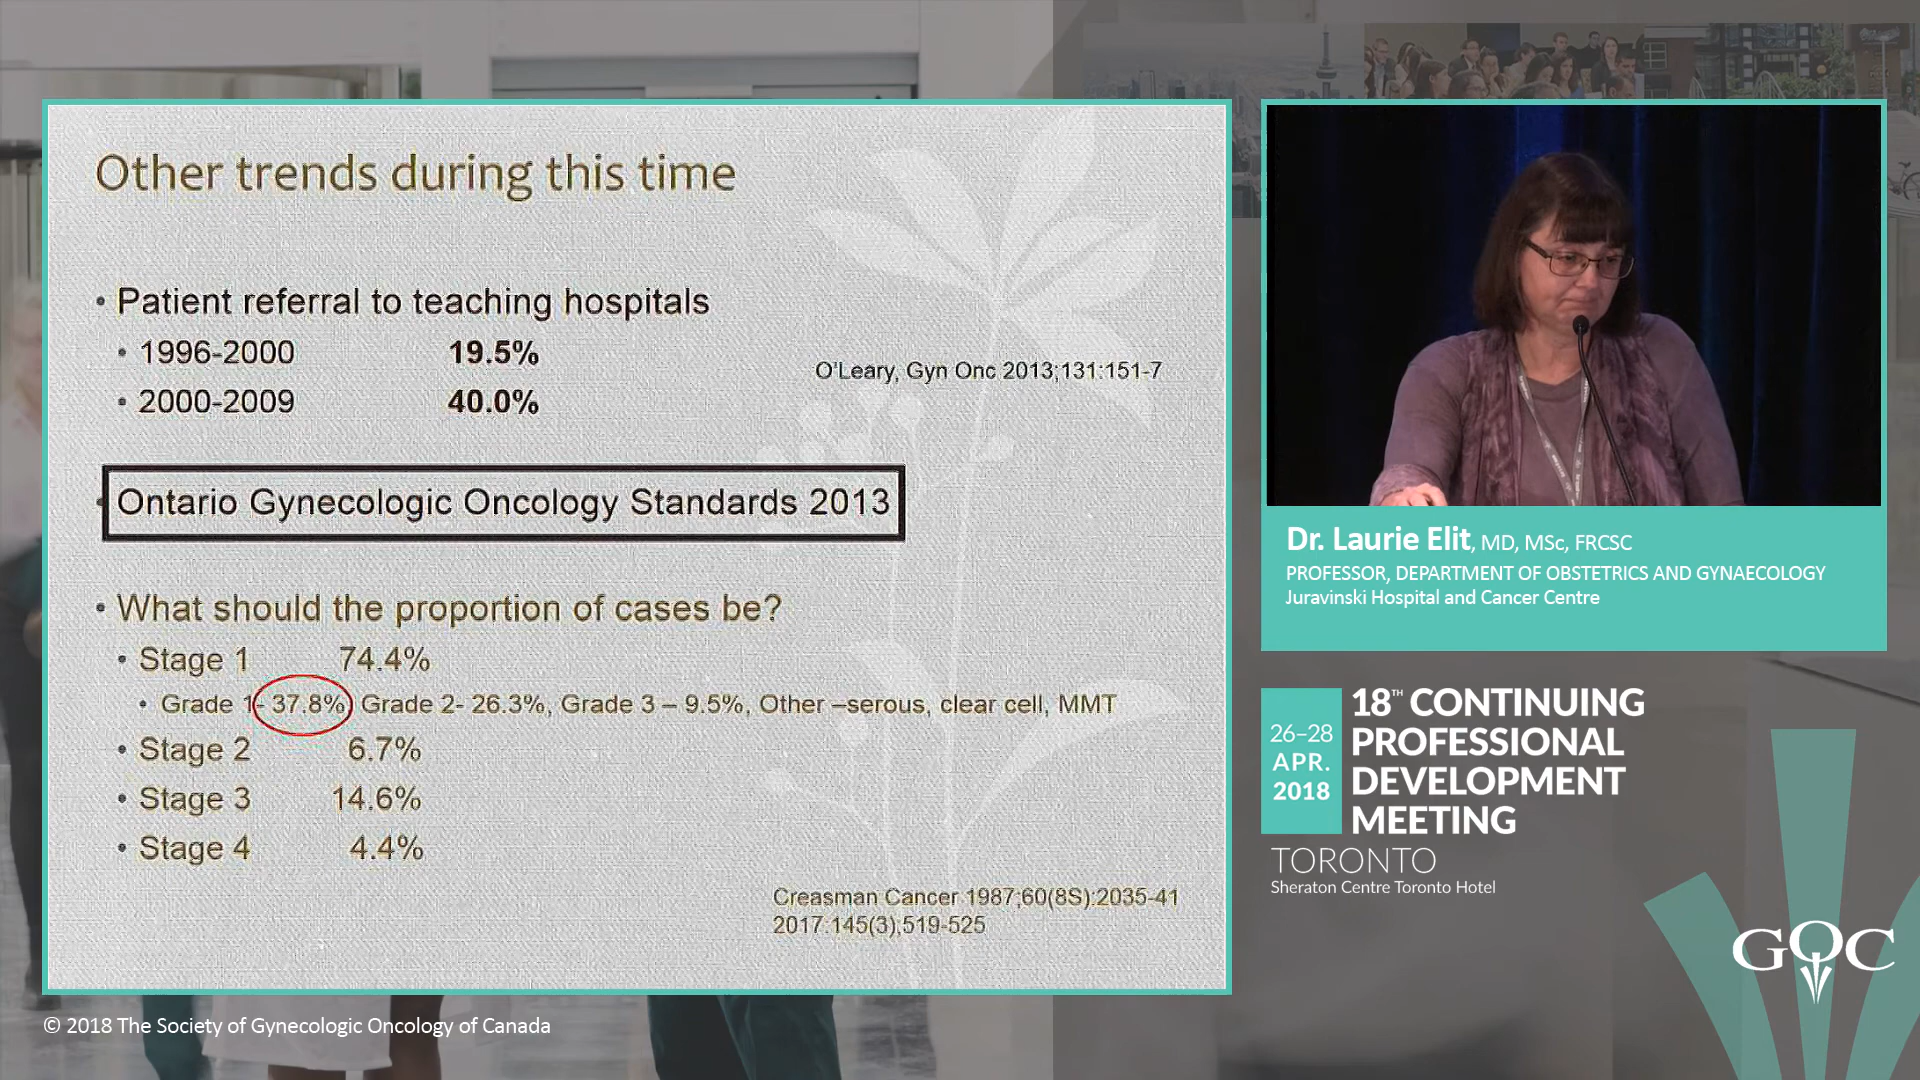 Other trends during this time
• Patient referral to teaching hospitals
• 1996-2000 19.5%
O'Leary, Gyn Onc 2013;131:151-7
• 2000-2009 40.0%
• Ontario Gynecologic Oncology Standards 2013
• What should the proportion of cases be?
• Stage 1 74.4%
• Grade 1- 37.8%, Grade 2- 26.3%, Grade 3 – 9.5%, Other –serous, clear cell, MMT
• Stage 2 6.7%
• Stage 3 14.6%
• Stage 4 4.4%
Creasman Cancer 1987;60(8S):2035-41
2017:145(3),519-525
Dr. Laurie Elit, MD, MSc, FRCSC
PROFESSOR, DEPARTMENT OF OBSTETRICS AND GYNAECOLOGY
Juravinski Hospital and Cancer Centre
26–28
APR.
2018
18TH CONTINUING
PROFESSIONAL
DEVELOPMENT
MEETING
TORONTO
Sheraton Centre Toronto Hotel
GOC
© 2018 The Society of Gynecologic Oncology of Canada